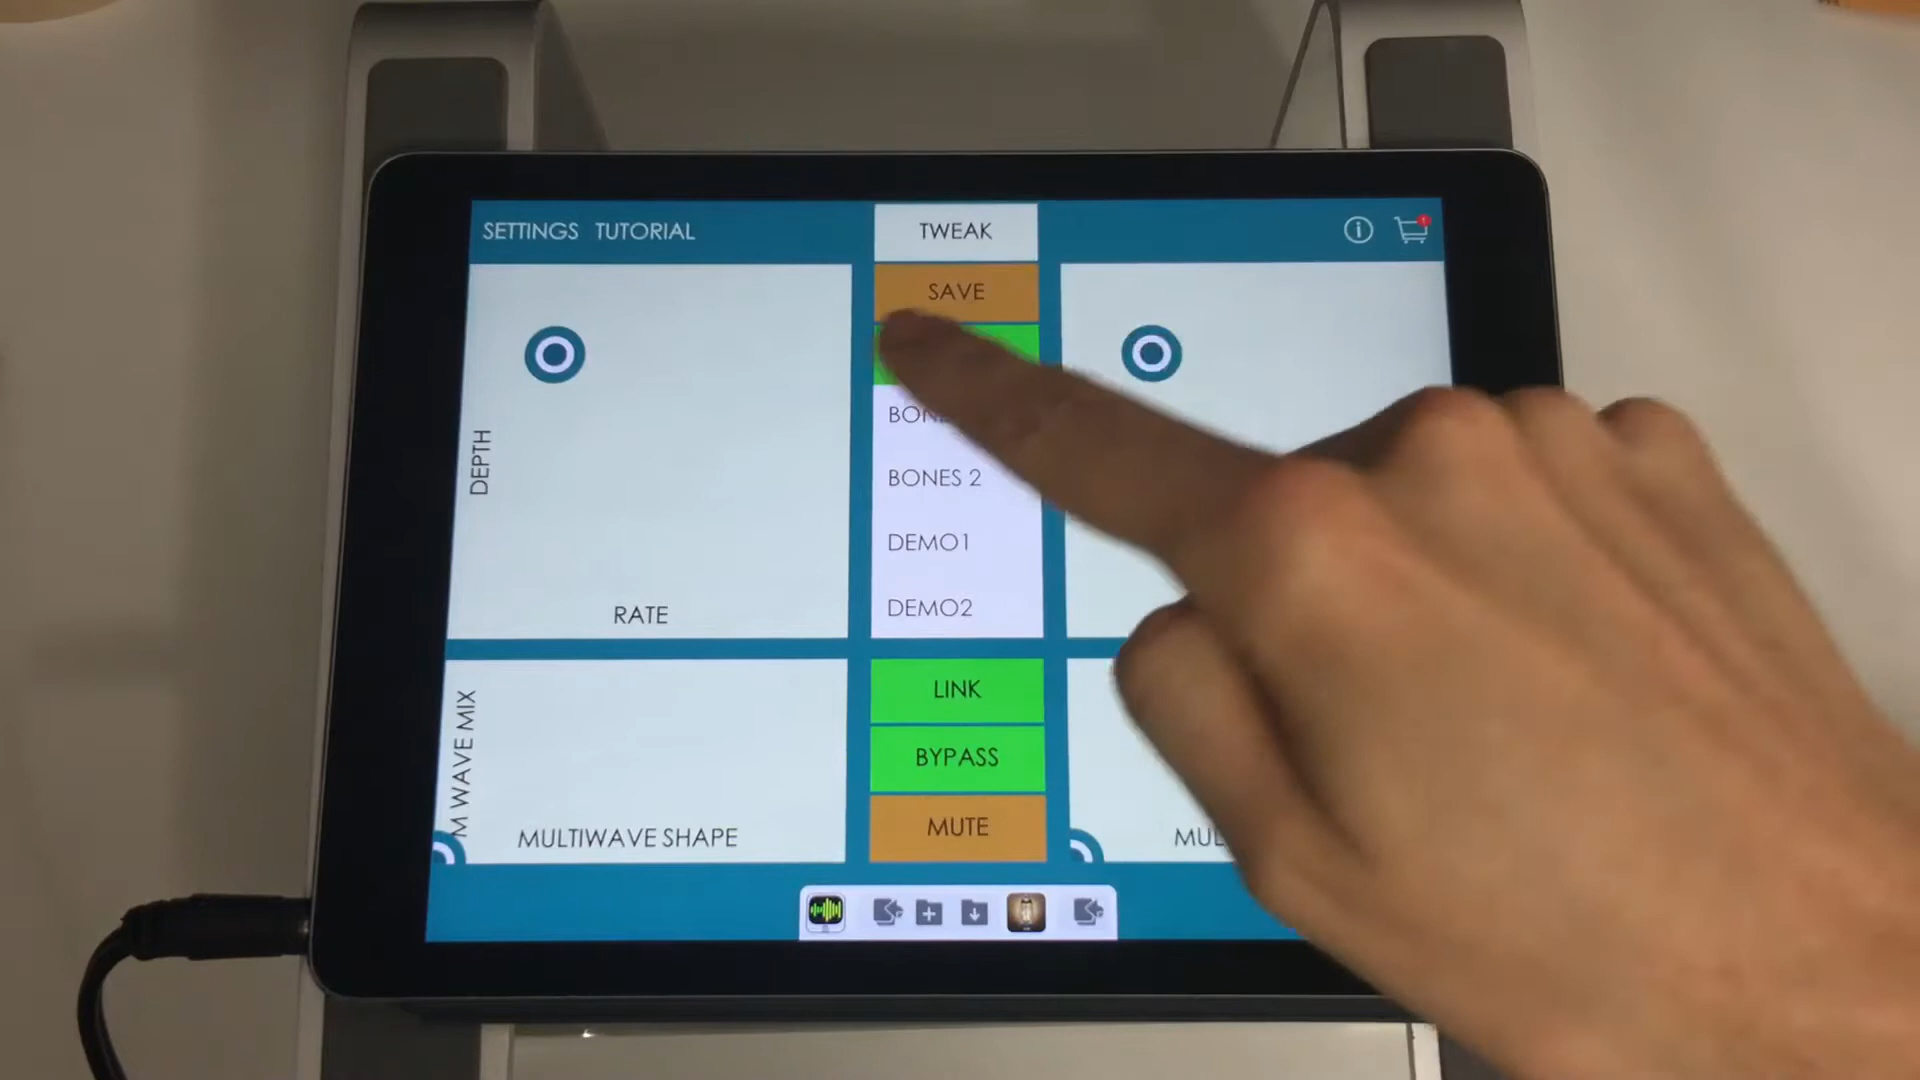 SETTINGS TUTORIAL
TWEAK
SAVE
BONES 2
DEMO1
DEMO2
DEPTH
RATE
LINK
BYPASS
MUTE
M WAVE MIX
MULTIWAVE SHAPE